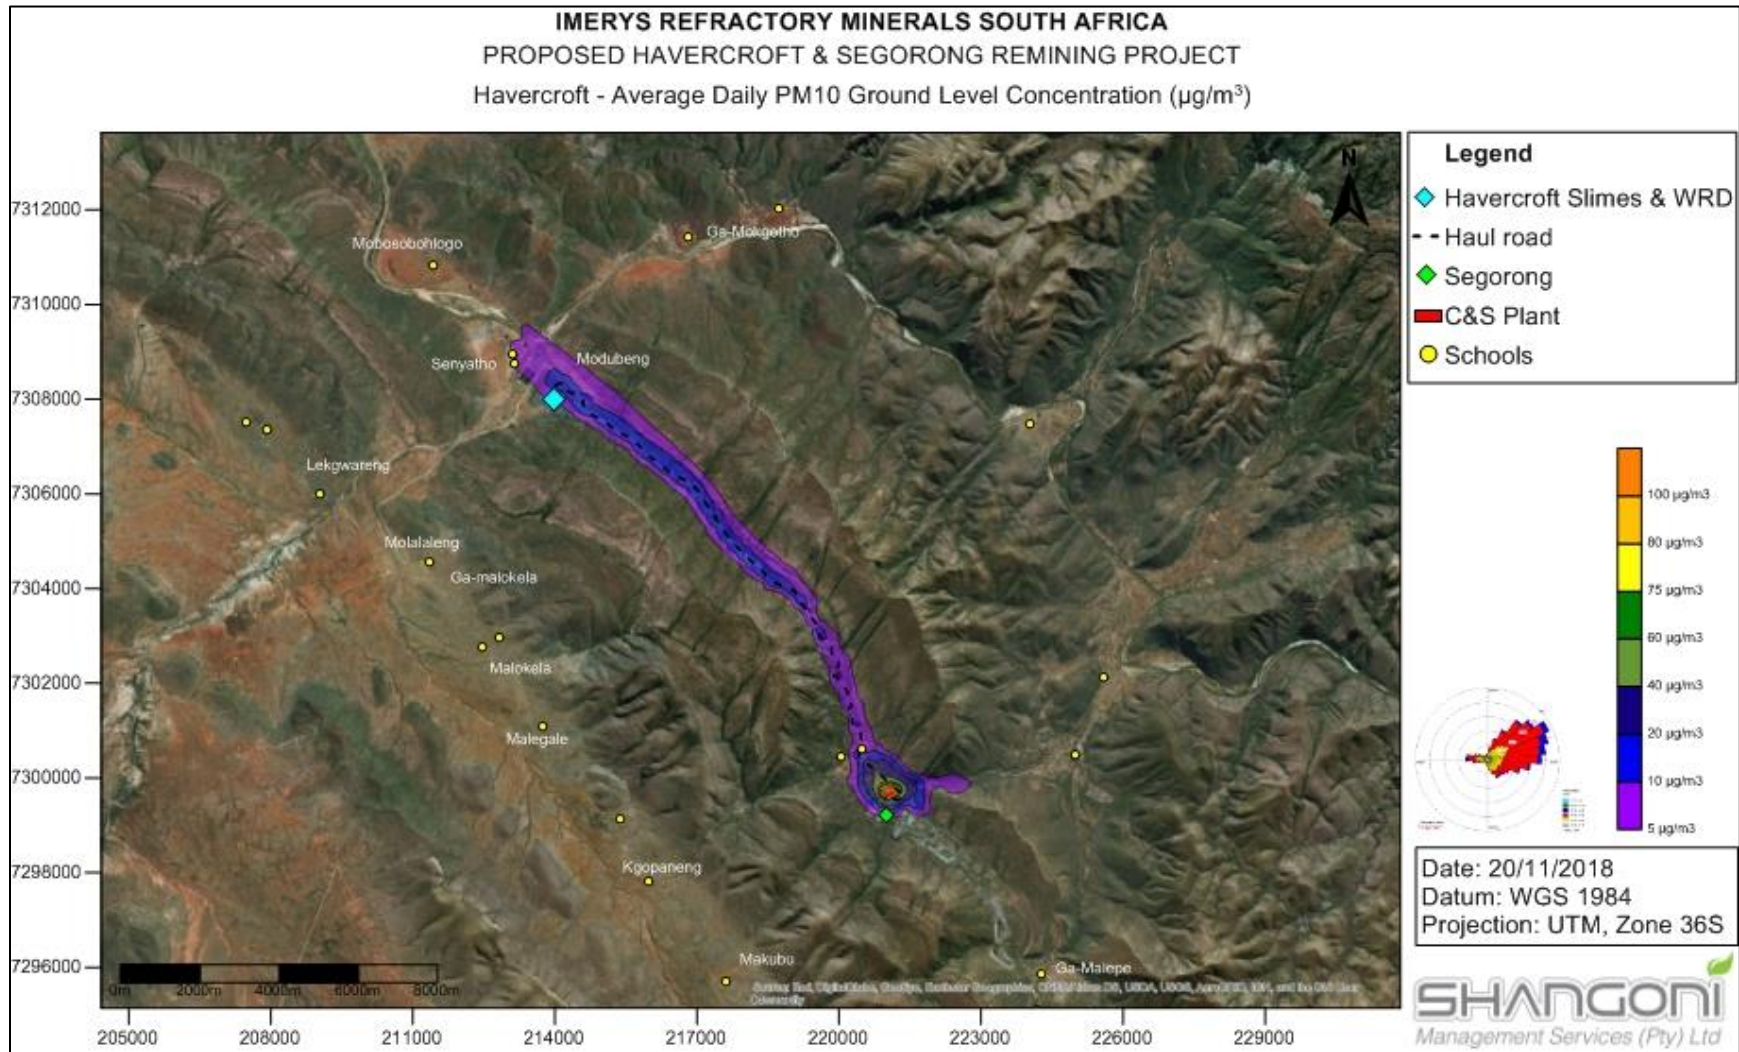 IMERYS REFRACTORY MINERALS SOUTH AFRICA
PROPOSED HAVERCROFT & SEGORONG REMINING PROJECT
Havercroft - Average Daily PM10 Ground Level Concentration (µg/m³)
Legend
Havercroft Slimes & WRD
Haul road
Segorong
C&S Plant
Schools
N
7312000
7310000
7308000
7306000
7304000
7302000
7300000
7298000
7296000
Ga-Mokgotho
Mobosobohlogo
Modubeng
Senyatho
Lekgwareng
Molalaleng
Ga-malokela
Malokela
Malegale
Kgopaneng
Makubu
Ga-Malepe
0m 2000m 4000m 6000m 8000m
205000 208000 211000 214000 217000 220000 223000 226000 229000
100 µg/m3
80 µg/m3
75 µg/m3
60 µg/m3
40 µg/m3
20 µg/m3
10 µg/m3
5 µg/m3
Date: 20/11/2018
Datum: WGS 1984
Projection: UTM, Zone 36S
SHANGONI
Management Services (Pty) Ltd